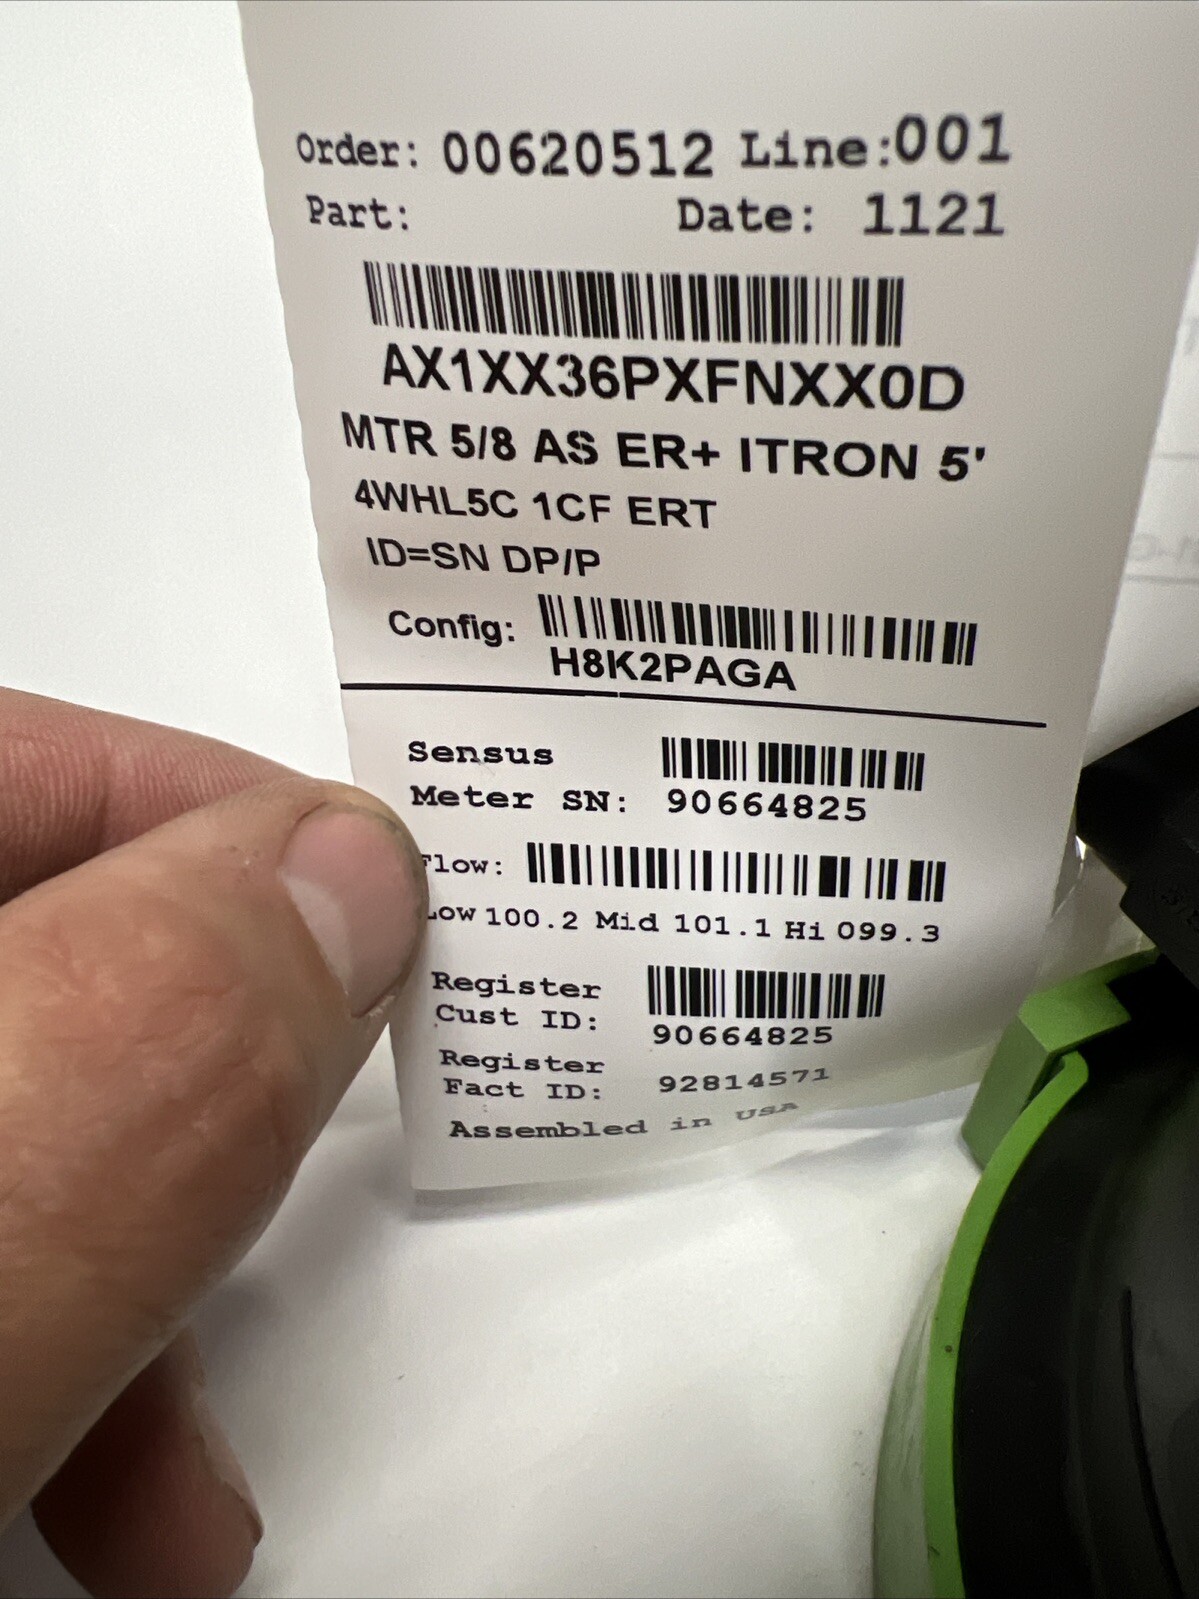 Order: 00620512 Line:001
Part: Date: 1121
AX1XX36PXFNXX0D
MTR 5/8 AS ER+ ITRON 5'
4WHL5C 1CF ERT
ID=SN DP/P
Config:
H8K2PAGA
Sensus
Meter SN: 90664825
Flow:
Low 100.2 Mid 101.1 Hi 099.3
Register
Cust ID: 90664825
Register
Fact ID: 92814571
Assembled in USA